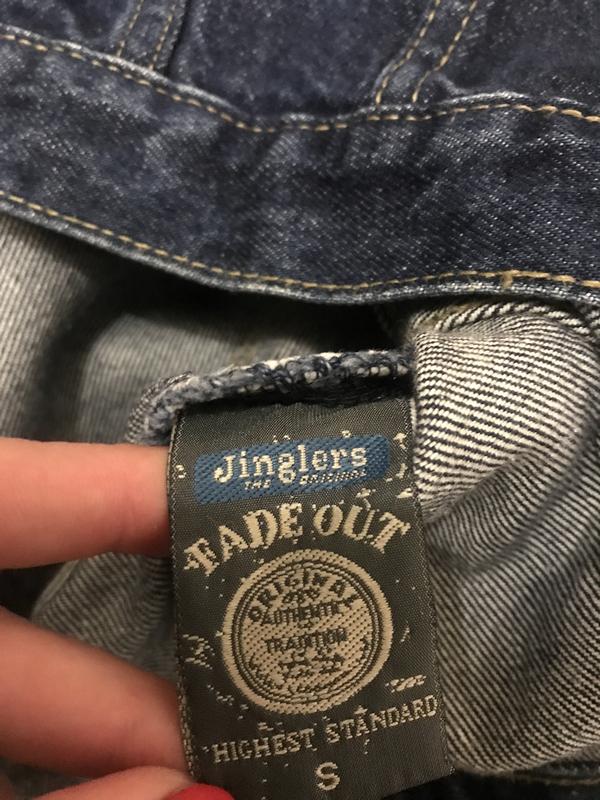 Jinglers
THE ORIGINAL
FADE OUT
ORIGINAL
AUTHENTIC
TRADITION
HIGHEST STANDARD
S